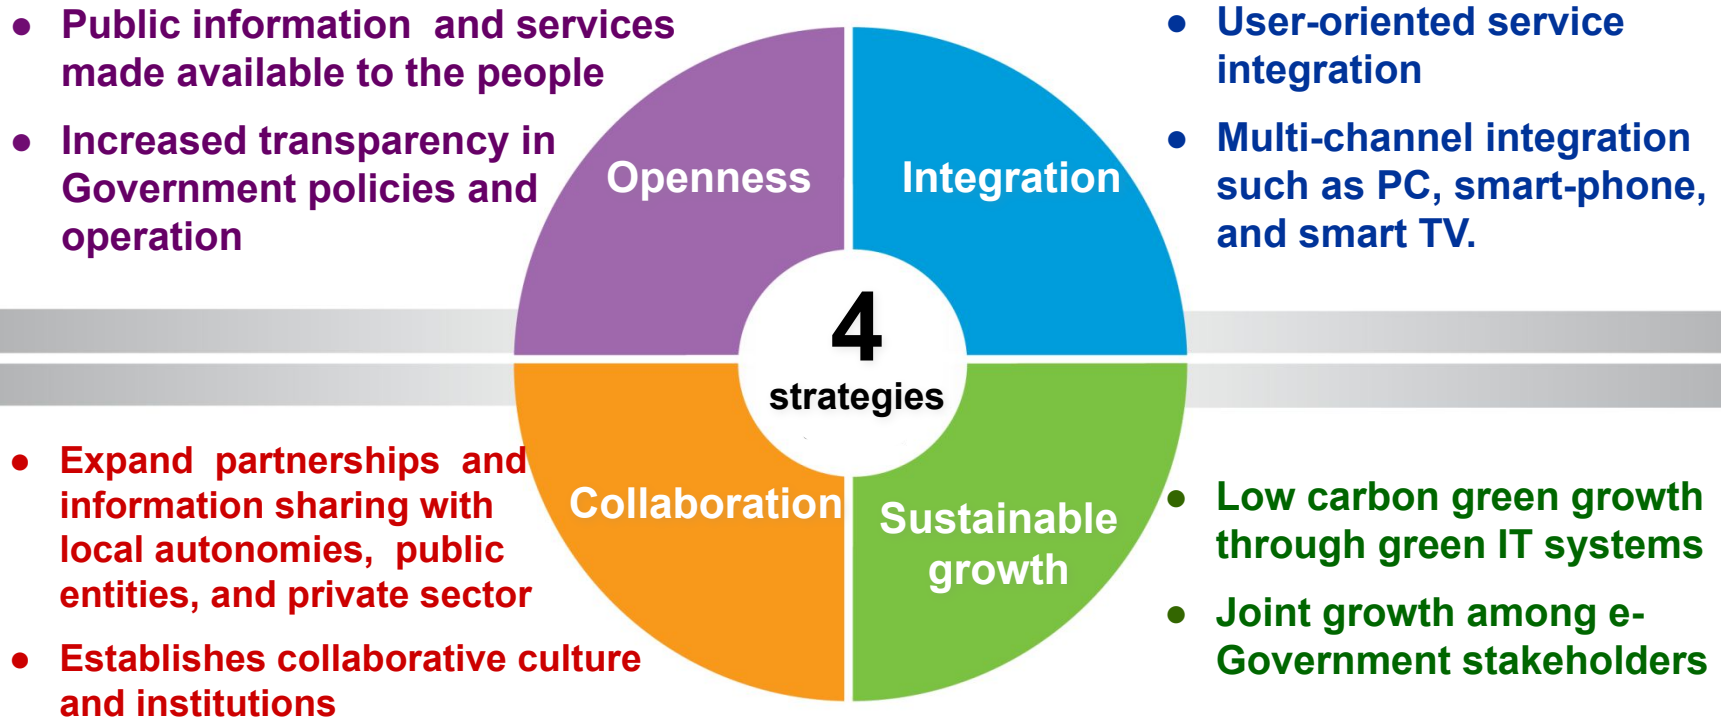 ● Public information and services
made available to the people
● Increased transparency in
Government policies and
operation
Openness
Integration
● User-oriented service
integration
● Multi-channel integration
such as PC, smart-phone,
and smart TV.
4
strategies
● Expand partnerships and
information sharing with
local autonomies, public
entities, and private sector
● Establishes collaborative culture
and institutions
Collaboration
Sustainable
growth
● Low carbon green growth
through green IT systems
● Joint growth among e-
Government stakeholders